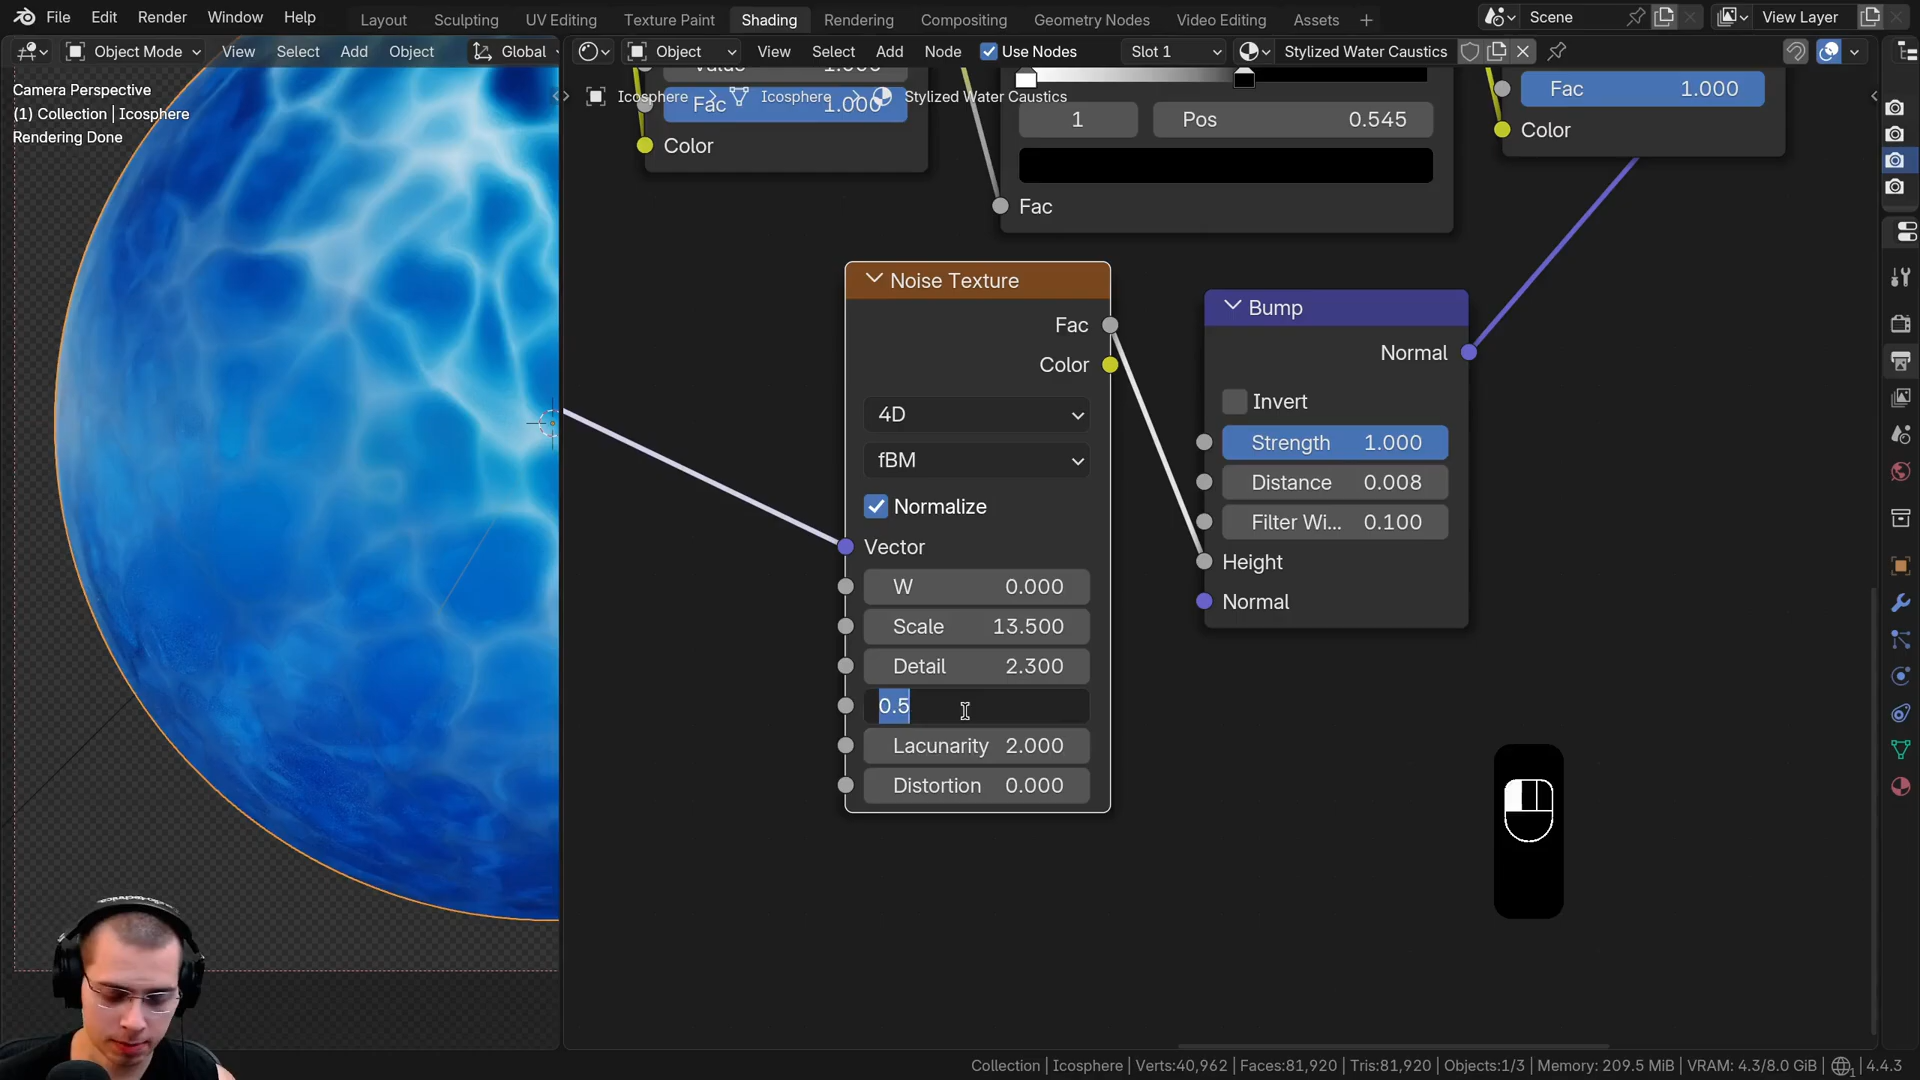 File Edit Render Window Help Layout Sculpting UV Editing Texture Paint Shading Rendering Compositing Geometry Nodes Video Editing Assets + Scene View Layer
Object Mode View Select Add Object Global Object View Select Add Node Use Nodes Slot 1 Stylized Water Caustics
Camera Perspective
(1) Collection | Icosphere
Rendering Done
Value 1.000
Icosphere > Icosphere > Stylized Water Caustics
Fac 1.000
Color
1 Pos 0.545
Fac
Fac 1.000
Color
Noise Texture
Fac
Color
4D
fBM
Normalize
Vector
W 0.000
Scale 13.500
Detail 2.300
0.5
Lacunarity 2.000
Distortion 0.000
Bump
Normal
Invert
Strength 1.000
Distance 0.008
Filter Wi... 0.100
Height
Normal
Collection | Icosphere | Verts:40,962 | Faces:81,920 | Tris:81,920 | Objects:1/3 | Memory: 209.5 MiB | VRAM: 4.3/8.0 GiB | 4.4.3